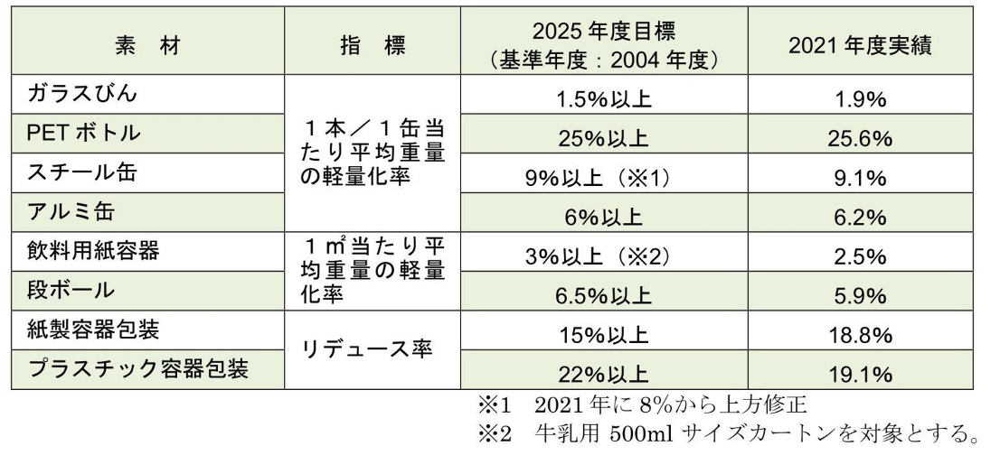 素　材　指　標　2025 年度目標　2021 年度実績
（基準年度：2004 年度）
ガラスびん　1.5%以上　1.9%
PET ボトル　25%以上　25.6%
スチール缶　9%以上（※1）　9.1%
アルミ缶　6%以上　6.2%
１本／１缶当
たり平均重量
の軽量化率
飲料用紙容器　3%以上（※2）　2.5%
段ボール　6.5%以上　5.9%
１㎡当たり平
均重量の軽量
化率
紙製容器包装　15%以上　18.8%
プラスチック容器包装　22%以上　19.1%
リデュース率
※1　2021 年に 8%から上方修正
※2　牛乳用 500ml サイズカートンを対象とする。